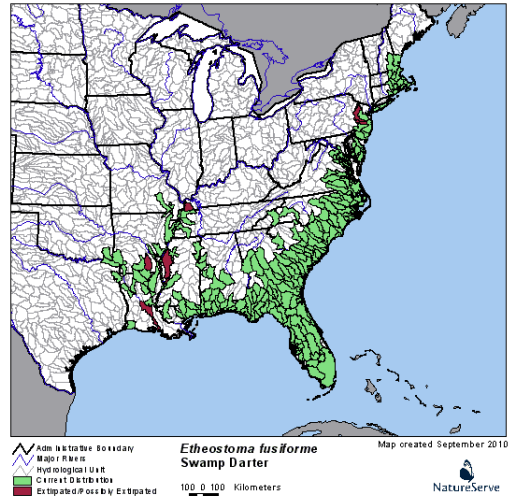 Administrative Boundary
Major Rivers
Hydrological Unit
Current Distribution
Extirpated/Possibly Extirpated
Etheostoma fusiforme
Swamp Darter
100 0 100 Kilometers
Map created September 2010
NatureServe